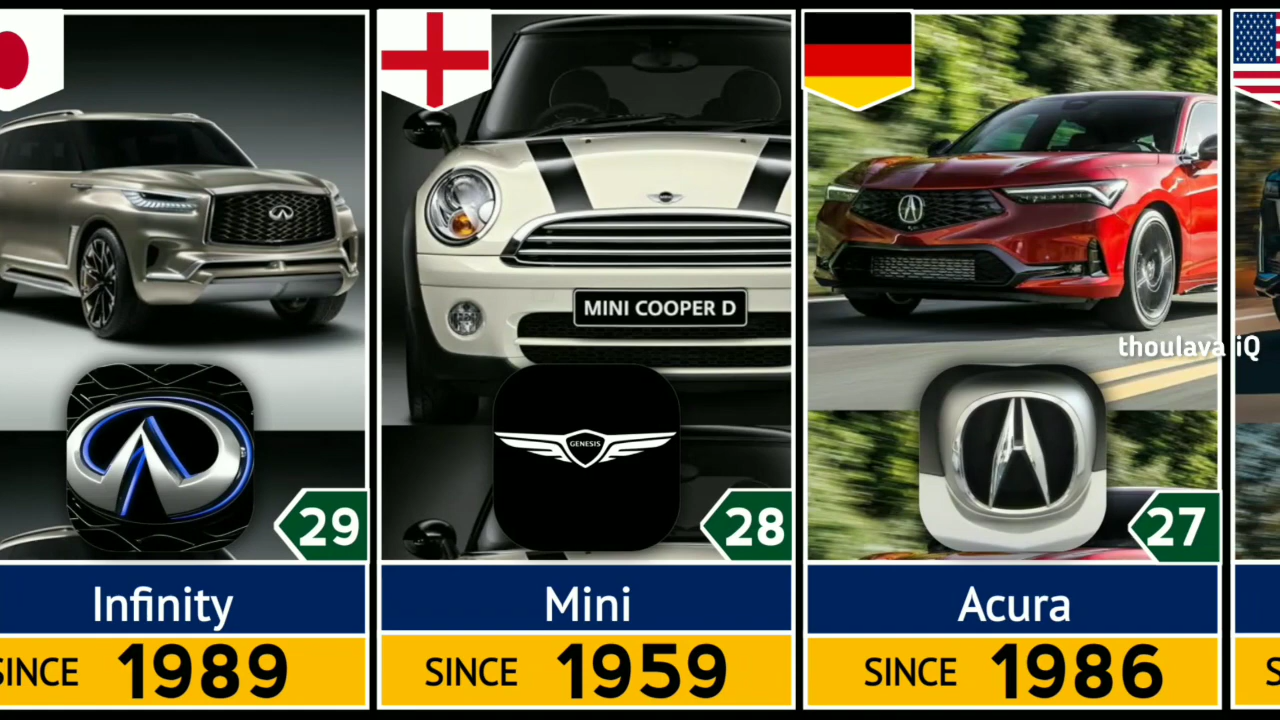 MINI COOPER D
thoulava iQ
GENESIS
29
28
27
Infinity
Mini
Acura
SINCE 1989
SINCE 1959
SINCE 1986
S